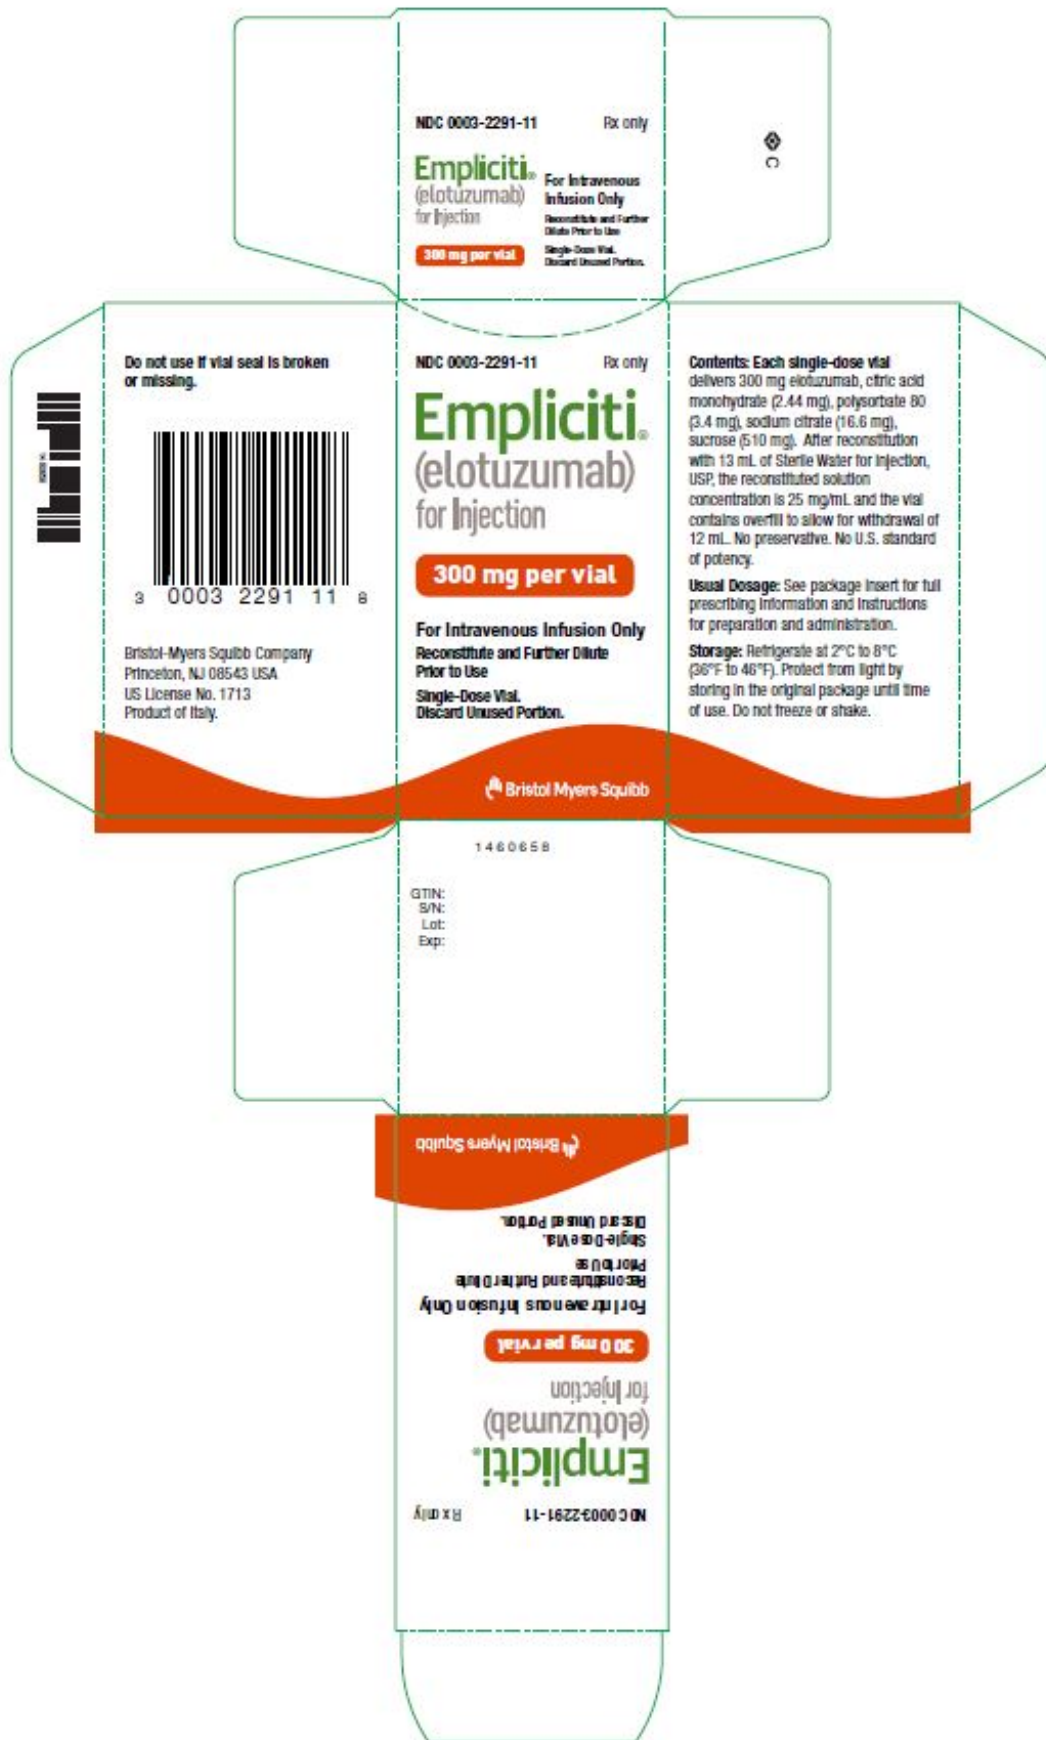 NDC 0003-2291-11 Rx only
Empliciti®
(elotuzumab)
for Injection
300 mg per vial
For Intravenous
Infusion Only
Reconstitute and Further
Dilute Prior to Use
Single-Dose Vial.
Discard Unused Portion.
C
Do not use if vial seal is broken
or missing.
3 0003 2291 11 8
Bristol-Myers Squibb Company
Princeton, NJ 08543 USA
US License No. 1713
Product of Italy.
NDC 0003-2291-11 Rx only
Empliciti®
(elotuzumab)
for Injection
300 mg per vial
For Intravenous Infusion Only
Reconstitute and Further Dilute
Prior to Use
Single-Dose Vial.
Discard Unused Portion.
Bristol Myers Squibb
Contents: Each single-dose vial
delivers 300 mg elotuzumab, citric acid
monohydrate (2.44 mg), polysorbate 80
(3.4 mg), sodium citrate (16.6 mg),
sucrose (510 mg). After reconstitution
with 13 mL of Sterile Water for Injection,
USP, the reconstituted solution
concentration is 25 mg/mL and the vial
contains overfill to allow for withdrawal of
12 mL. No preservative. No U.S. standard
of potency.
Usual Dosage: See package insert for full
prescribing information and instructions
for preparation and administration.
Storage: Refrigerate at 2°C to 8°C
(36°F to 46°F). Protect from light by
storing in the original package until time
of use. Do not freeze or shake.
1460658
GTIN:
S/N:
Lot:
Exp:
NDC 0003-2291-11 Rx only
Empliciti®
(elotuzumab)
for Injection
300 mg per vial
For Intravenous Infusion Only
Reconstitute and Further Dilute
Prior to Use
Single-Dose Vial.
Discard Unused Portion.
Bristol Myers Squibb